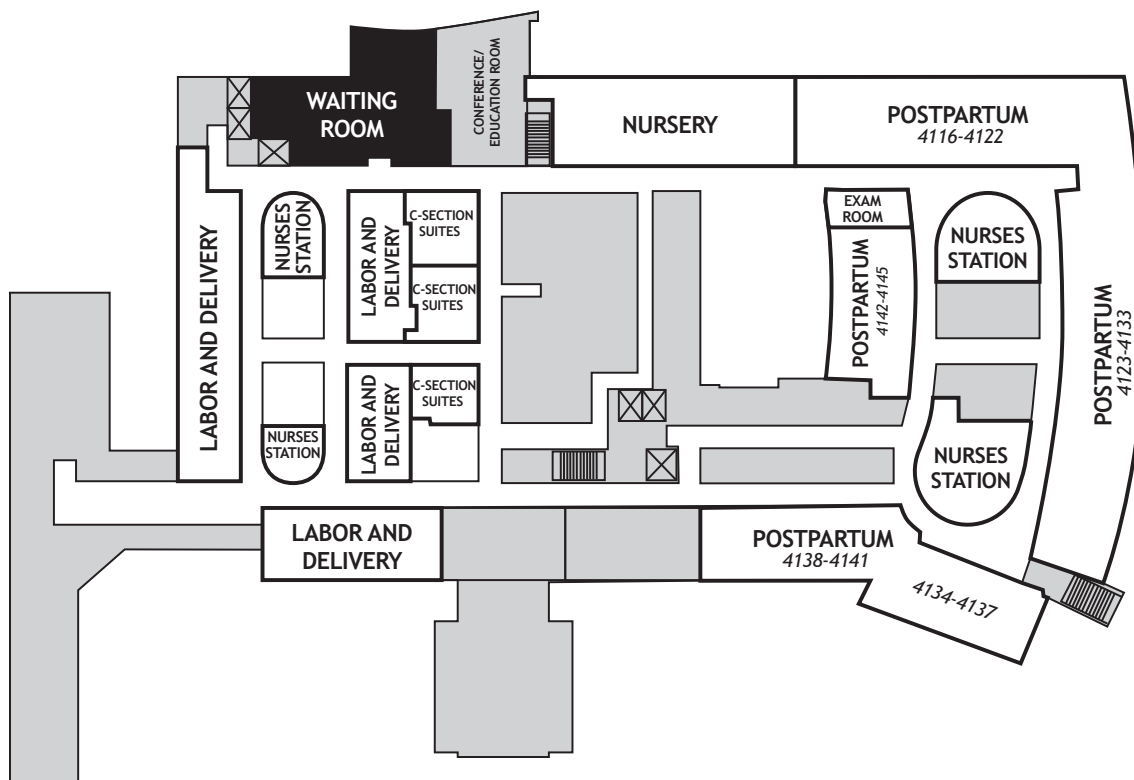 CONFERENCE/
EDUCATION ROOM
WAITING
ROOM
NURSERY
POSTPARTUM
4116-4122
LABOR AND DELIVERY
NURSES
STATION
LABOR AND
DELIVERY
C-SECTION
SUITES
C-SECTION
SUITES
EXAM
ROOM
POSTPARTUM
4142-4145
NURSES
STATION
POSTPARTUM
4123-4133
NURSES
STATION
LABOR AND
DELIVERY
C-SECTION
SUITES
NURSES
STATION
LABOR AND
DELIVERY
POSTPARTUM
4138-4141
4134-4137